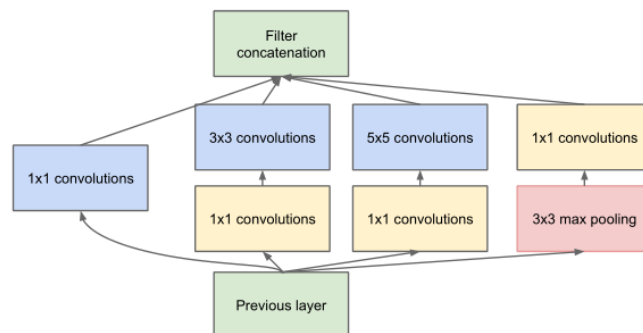 Filter
concatenation
3x3 convolutions
5x5 convolutions
1x1 convolutions
1x1 convolutions
1x1 convolutions
1x1 convolutions
3x3 max pooling
Previous layer